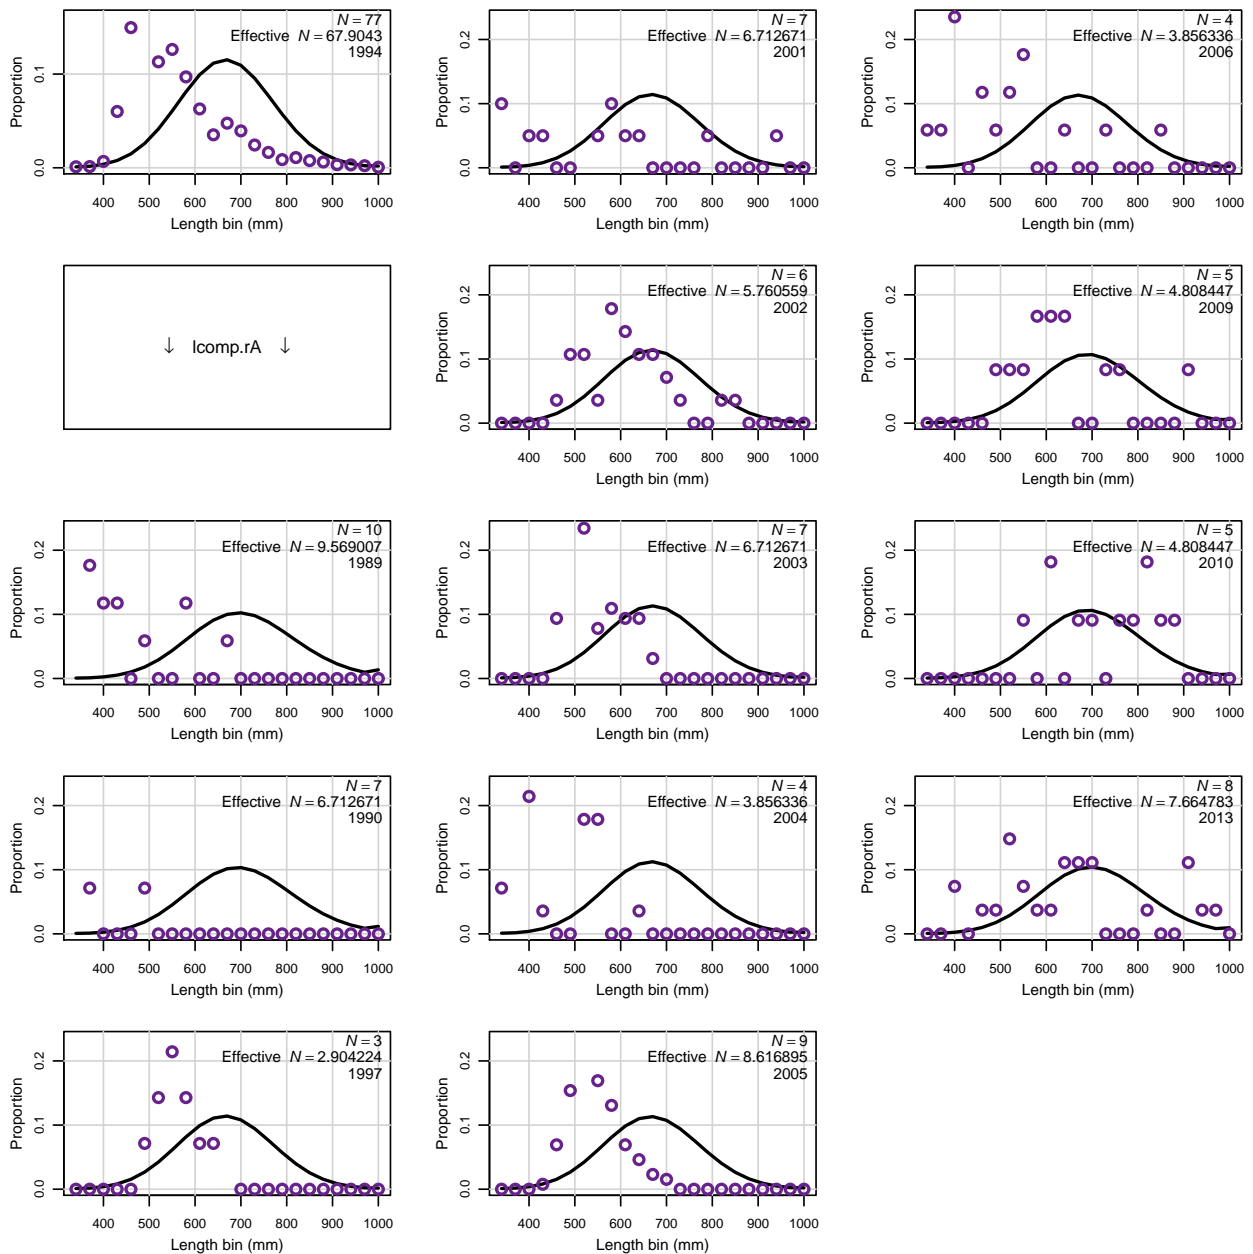 N = 77
Effective N = 67.9043
1994
Proportion
0.0
0.1
400 500 600 700 800 900 1000
Length bin (mm)
N = 7
Effective N = 6.712671
2001
Proportion
0.0
0.1
0.2
400 500 600 700 800 900 1000
Length bin (mm)
N = 4
Effective N = 3.856336
2006
Proportion
0.0
0.1
0.2
400 500 600 700 800 900 1000
Length bin (mm)
↓ lcomp.rA ↓
N = 6
Effective N = 5.760559
2002
Proportion
0.0
0.1
0.2
400 500 600 700 800 900 1000
Length bin (mm)
N = 5
Effective N = 4.808447
2009
Proportion
0.0
0.1
0.2
400 500 600 700 800 900 1000
Length bin (mm)
N = 10
Effective N = 9.569007
1989
Proportion
0.0
0.1
0.2
400 500 600 700 800 900 1000
Length bin (mm)
N = 7
Effective N = 6.712671
2003
Proportion
0.0
0.1
0.2
400 500 600 700 800 900 1000
Length bin (mm)
N = 5
Effective N = 4.808447
2010
Proportion
0.0
0.1
0.2
400 500 600 700 800 900 1000
Length bin (mm)
N = 7
Effective N = 6.712671
1990
Proportion
0.0
0.1
0.2
400 500 600 700 800 900 1000
Length bin (mm)
N = 4
Effective N = 3.856336
2004
Proportion
0.0
0.1
0.2
400 500 600 700 800 900 1000
Length bin (mm)
N = 8
Effective N = 7.664783
2013
Proportion
0.0
0.1
0.2
400 500 600 700 800 900 1000
Length bin (mm)
N = 3
Effective N = 2.904224
1997
Proportion
0.0
0.1
0.2
400 500 600 700 800 900 1000
Length bin (mm)
N = 9
Effective N = 8.616895
2005
Proportion
0.0
0.1
0.2
400 500 600 700 800 900 1000
Length bin (mm)